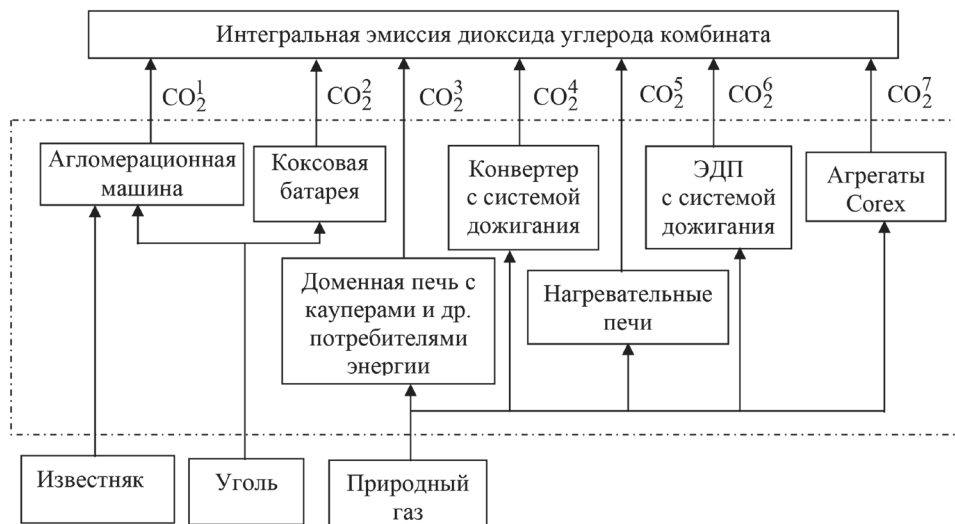 Интегральная эмиссия диоксида углерода комбината
CO₂¹
CO₂²
CO₂³
CO₂⁴
CO₂⁵
CO₂⁶
CO₂⁷
Агломерационная
машина
Коксовая
батарея
Конвертер
с системой
дожигания
ЭДП
с системой
дожигания
Агрегаты
Corex
Доменная печь с
кауперами и др.
потребителями
энергии
Нагревательные
печи
Известняк
Уголь
Природный
газ